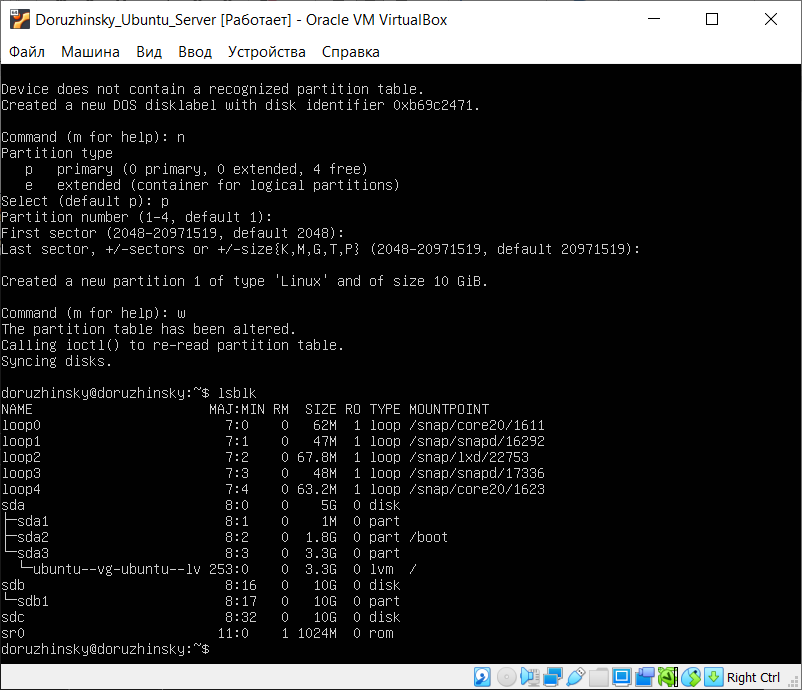 Doruzhinsky_Ubuntu_Server [Работает] - Oracle VM VirtualBox
Файл Машина Вид Ввод Устройства Справка
Device does not contain a recognized partition table.
Created a new DOS disklabel with disk identifier 0xb69c2471.
Command (m for help): n
Partition type
   p   primary (0 primary, 0 extended, 4 free)
   e   extended (container for logical partitions)
Select (default p): p
Partition number (1-4, default 1):
First sector (2048-20971519, default 2048):
Last sector, +/-sectors or +/-size{K,M,G,T,P} (2048-20971519, default 20971519):
Created a new partition 1 of type 'Linux' and of size 10 GiB.
Command (m for help): w
The partition table has been altered.
Calling ioctl() to re-read partition table.
Syncing disks.
doruzhinsky@doruzhinsky:~$ lsblk
NAME                      MAJ:MIN RM  SIZE RO TYPE MOUNTPOINT
loop0                       7:0    0   62M  1 loop /snap/core20/1611
loop1                       7:1    0   47M  1 loop /snap/snapd/16292
loop2                       7:2    0 67.8M  1 loop /snap/lxd/22753
loop3                       7:3    0   48M  1 loop /snap/snapd/17336
loop4                       7:4    0 63.2M  1 loop /snap/core20/1623
sda                         8:0    0    5G  0 disk
├─sda1                      8:1    0    1M  0 part
├─sda2                      8:2    0  1.8G  0 part /boot
└─sda3                      8:3    0  3.3G  0 part
  └─ubuntu--vg-ubuntu--lv 253:0    0  3.3G  0 lvm  /
sdb                         8:16   0   10G  0 disk
└─sdb1                      8:17   0   10G  0 part
sdc                         8:32   0   10G  0 disk
sr0                        11:0    1 1024M  0 rom
doruzhinsky@doruzhinsky:~$
Right Ctrl